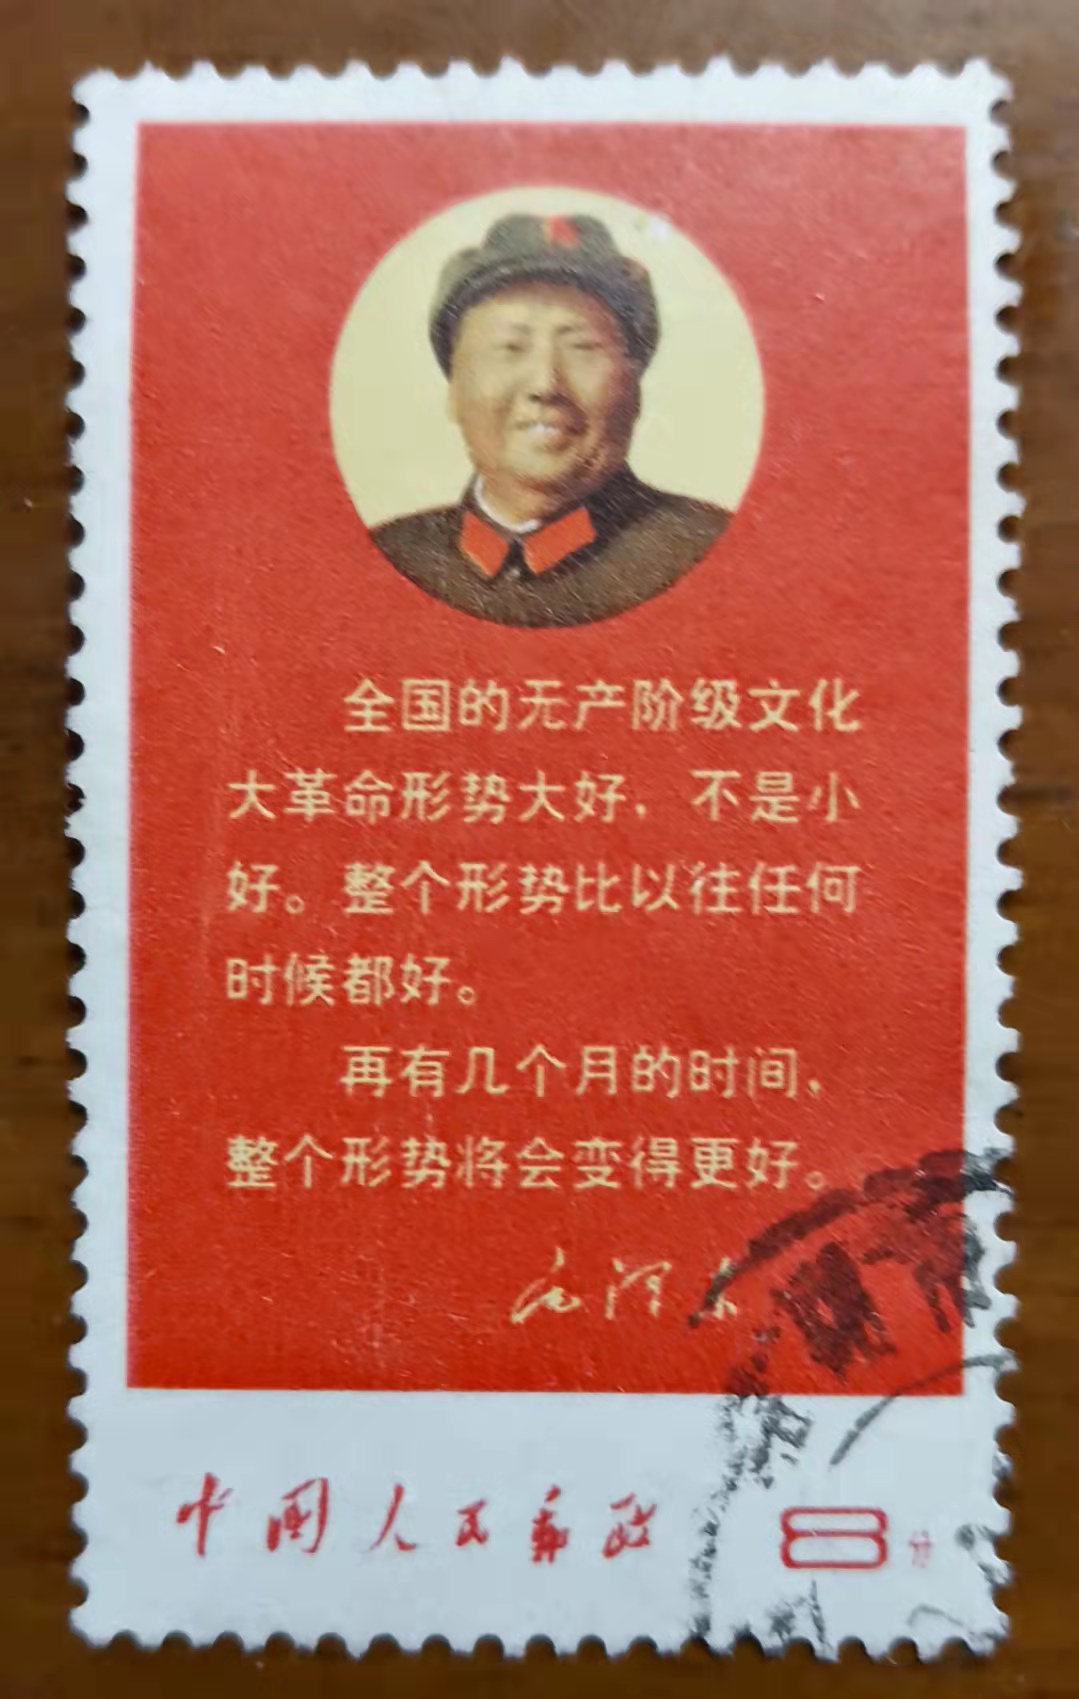 全国的无产阶级文化
大革命形势大好，不是小
好。整个形势比以往任何
时候都好。
再有几个月的时间，
整个形势将会变得更好。
毛泽东
中国人民邮政
8分